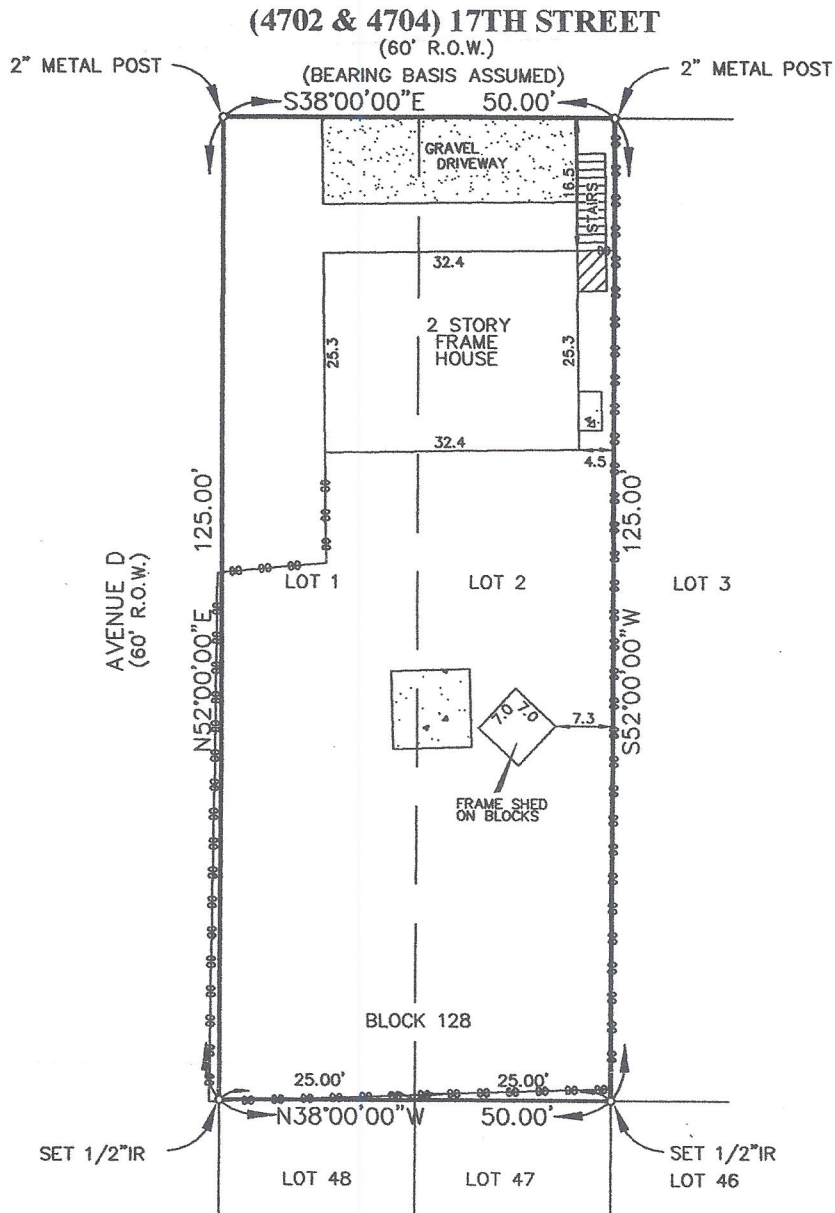 (4702 & 4704) 17TH STREET
(60' R.O.W.)
(BEARING BASIS ASSUMED)
2" METAL POST
2" METAL POST
S38°00'00"E 50.00'
GRAVEL
DRIVEWAY
16.5
STAIRS
32.4
2 STORY
FRAME
HOUSE
25.3
25.3
32.4
4.5
AVENUE D
(60' R.O.W.)
N52°00'00"E 125.00'
S52°00'00"W 125.00'
LOT 1
LOT 2
LOT 3
7.0 7.0
7.3
FRAME SHED
ON BLOCKS
BLOCK 128
25.00' 25.00'
N38°00'00"W 50.00'
SET 1/2"IR
SET 1/2"IR
LOT 48
LOT 47
LOT 46